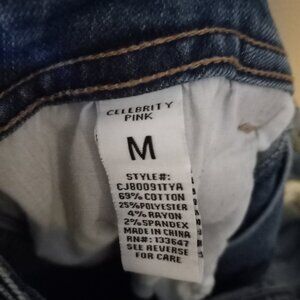 CELEBRITY
PINK
M
STYLE#:
CJ80091TYA
69% COTTON
25%POLYESTER
4% RAYON
2% SPANDEX
MADE IN CHINA
RN#: 133647
SEE REVERSE
FOR CARE